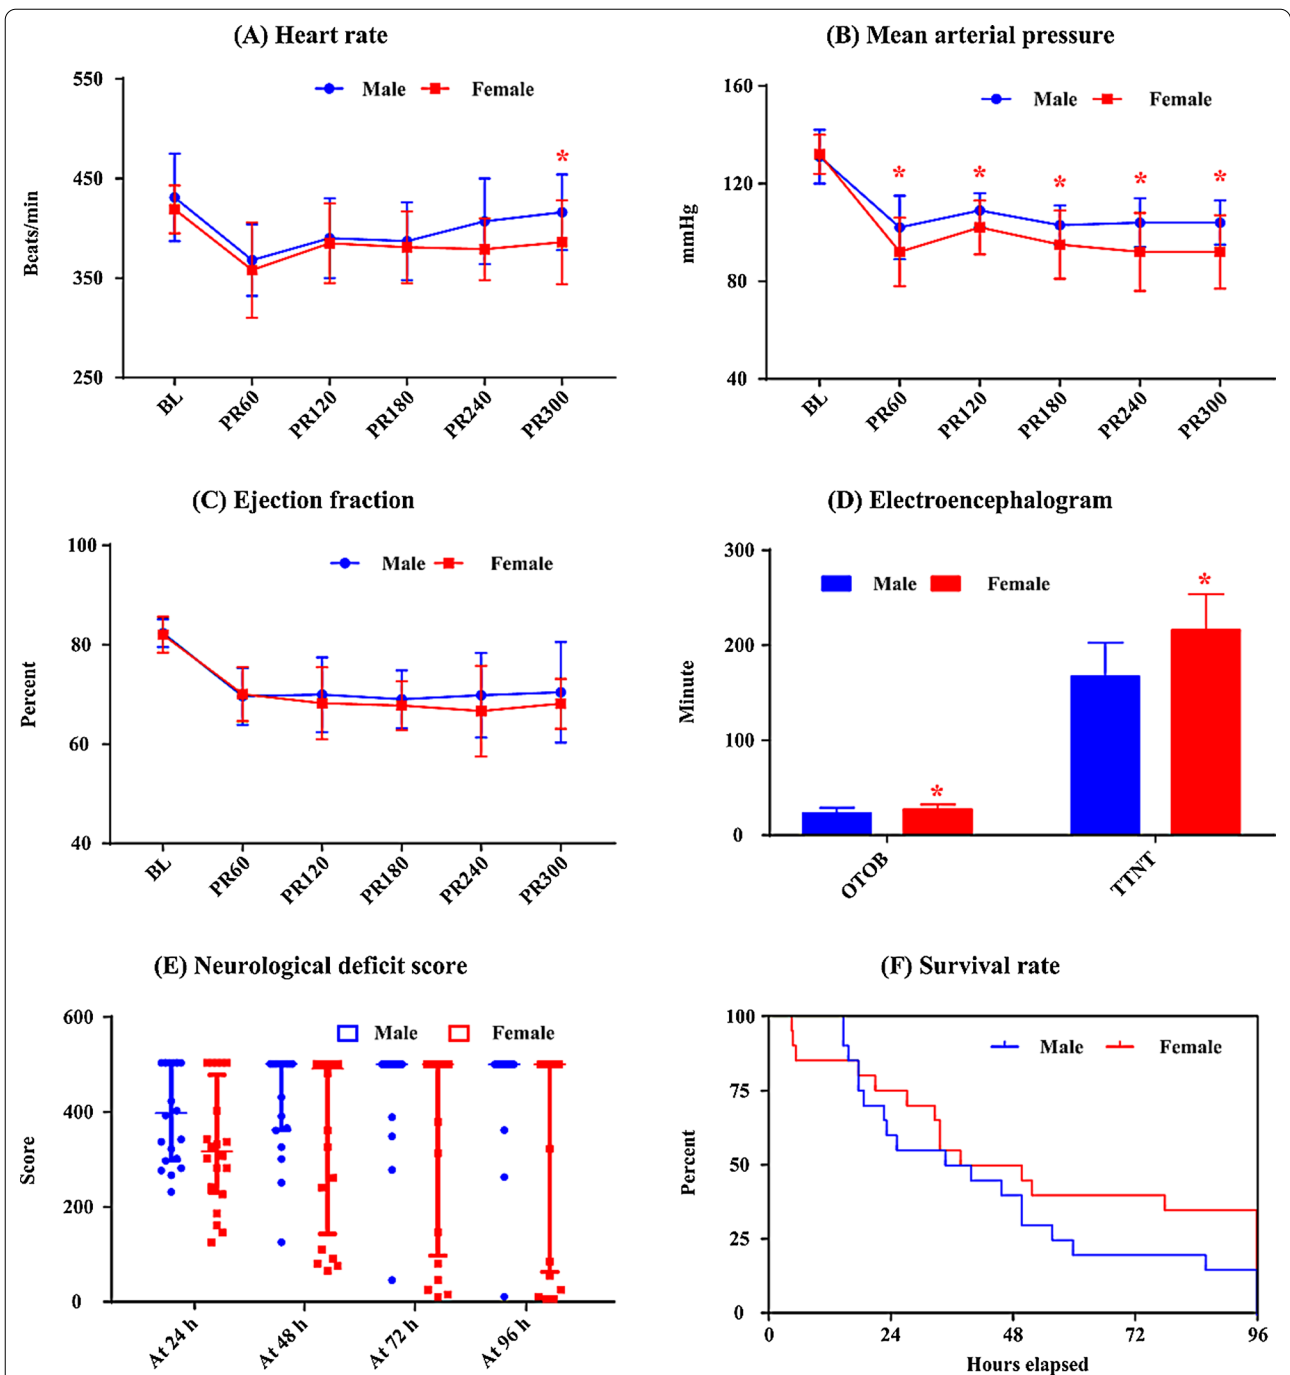 (A) Heart rate
Male Female
550
450
350
250
Beats/min
*
BL PR60 PR120 PR180 PR240 PR300
(B) Mean arterial pressure
Male Female
160
120
80
40
mmHg
* * * * *
BL PR60 PR120 PR180 PR240 PR300
(C) Ejection fraction
Male Female
100
80
60
40
Percent
BL PR60 PR120 PR180 PR240 PR300
(D) Electroencephalogram
Male Female
300
200
100
0
Minute
* *
OTOB TTNT
(E) Neurological deficit score
Male Female
600
400
200
0
Score
At 24 h At 48 h At 72 h At 96 h
(F) Survival rate
Male Female
100
75
50
25
0
Percent
0 24 48 72 96
Hours elapsed